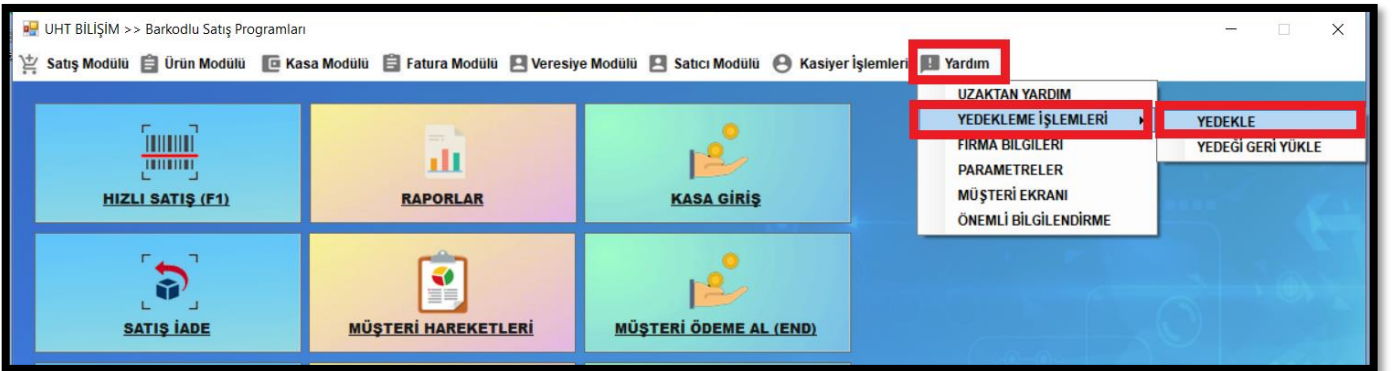 UHT BİLİŞİM >> Barkodlu Satış Programları
Satış Modülü Ürün Modülü Kasa Modülü Fatura Modülü Veresiye Modülü Satıcı Modülü Kasiyer İşlemleri Yardım
UZAKTAN YARDIM
YEDEKLEME İŞLEMLERİ
FİRMA BİLGİLERİ
PARAMETRELER
MÜŞTERİ EKRANI
ÖNEMLİ BİLGİLENDİRME
YEDEKLE
YEDEĞİ GERİ YÜKLE
HIZLI SATIŞ (F1)
RAPORLAR
KASA GİRİŞ
SATIŞ İADE
MÜŞTERİ HAREKETLERİ
MÜŞTERİ ÖDEME AL (END)